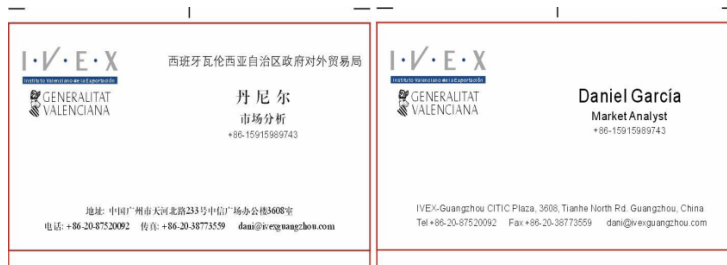 I·V·E·X
Instituto Valenciano de la Exportación
GENERALITAT
VALENCIANA
西班牙瓦伦西亚自治区政府对外贸易局
丹尼尔
市场分析
+86-15915989743
地址: 中国广州市天河北路233号中信广场办公楼3608室
电话: +86-20-87520092 传真: +86-20-38773559 dani@ivexguangzhou.com
I·V·E·X
Instituto Valenciano de la Exportación
GENERALITAT
VALENCIANA
Daniel García
Market Analyst
+86-15915989743
IVEX-Guangzhou CITIC Plaza, 3608, Tianhe North Rd. Guangzhou, China
Tel+86-20-87520092 Fax+86-20-38773559 dani@ivexguangzhou.com